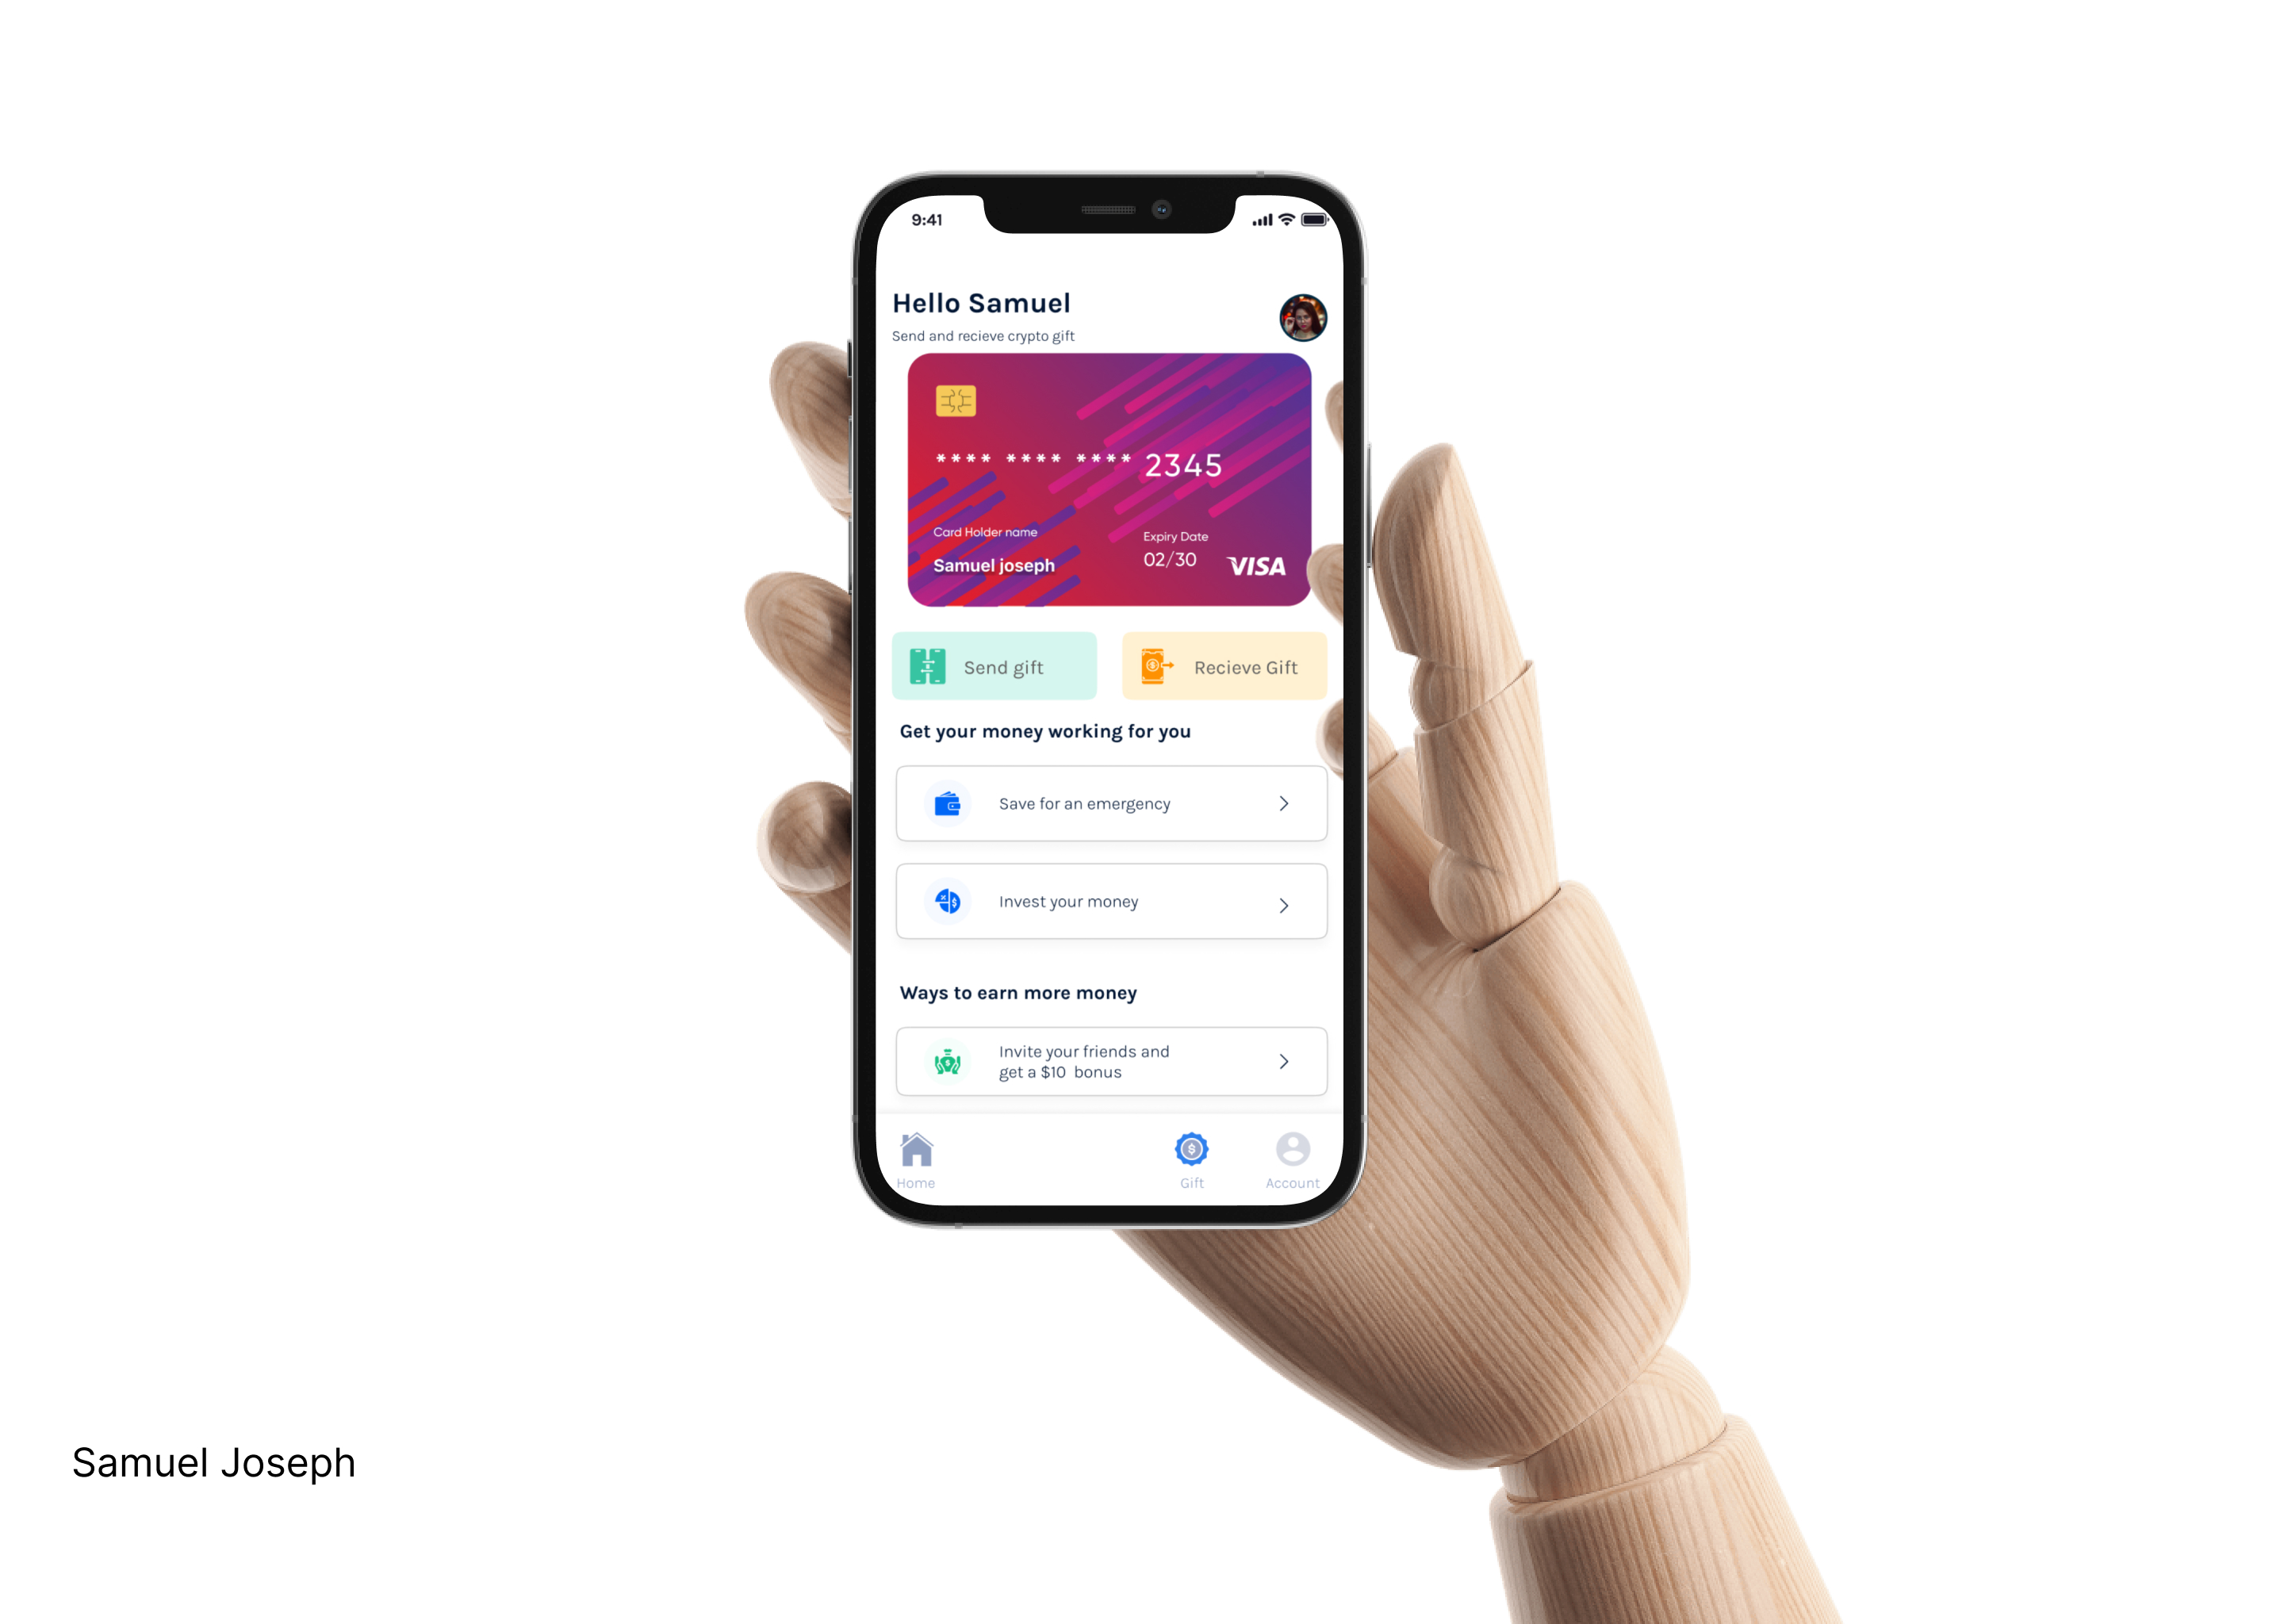 9:41
Hello Samuel
Send and recieve crypto gift
**** **** **** 2345
Card Holder name
Samuel joseph
Expiry Date
02/30
VISA
Send gift
Recieve Gift
Get your money working for you
Save for an emergency
Invest your money
Ways to earn more money
Invite your friends and
get a $10 bonus
Home
Gift
Account
Samuel Joseph